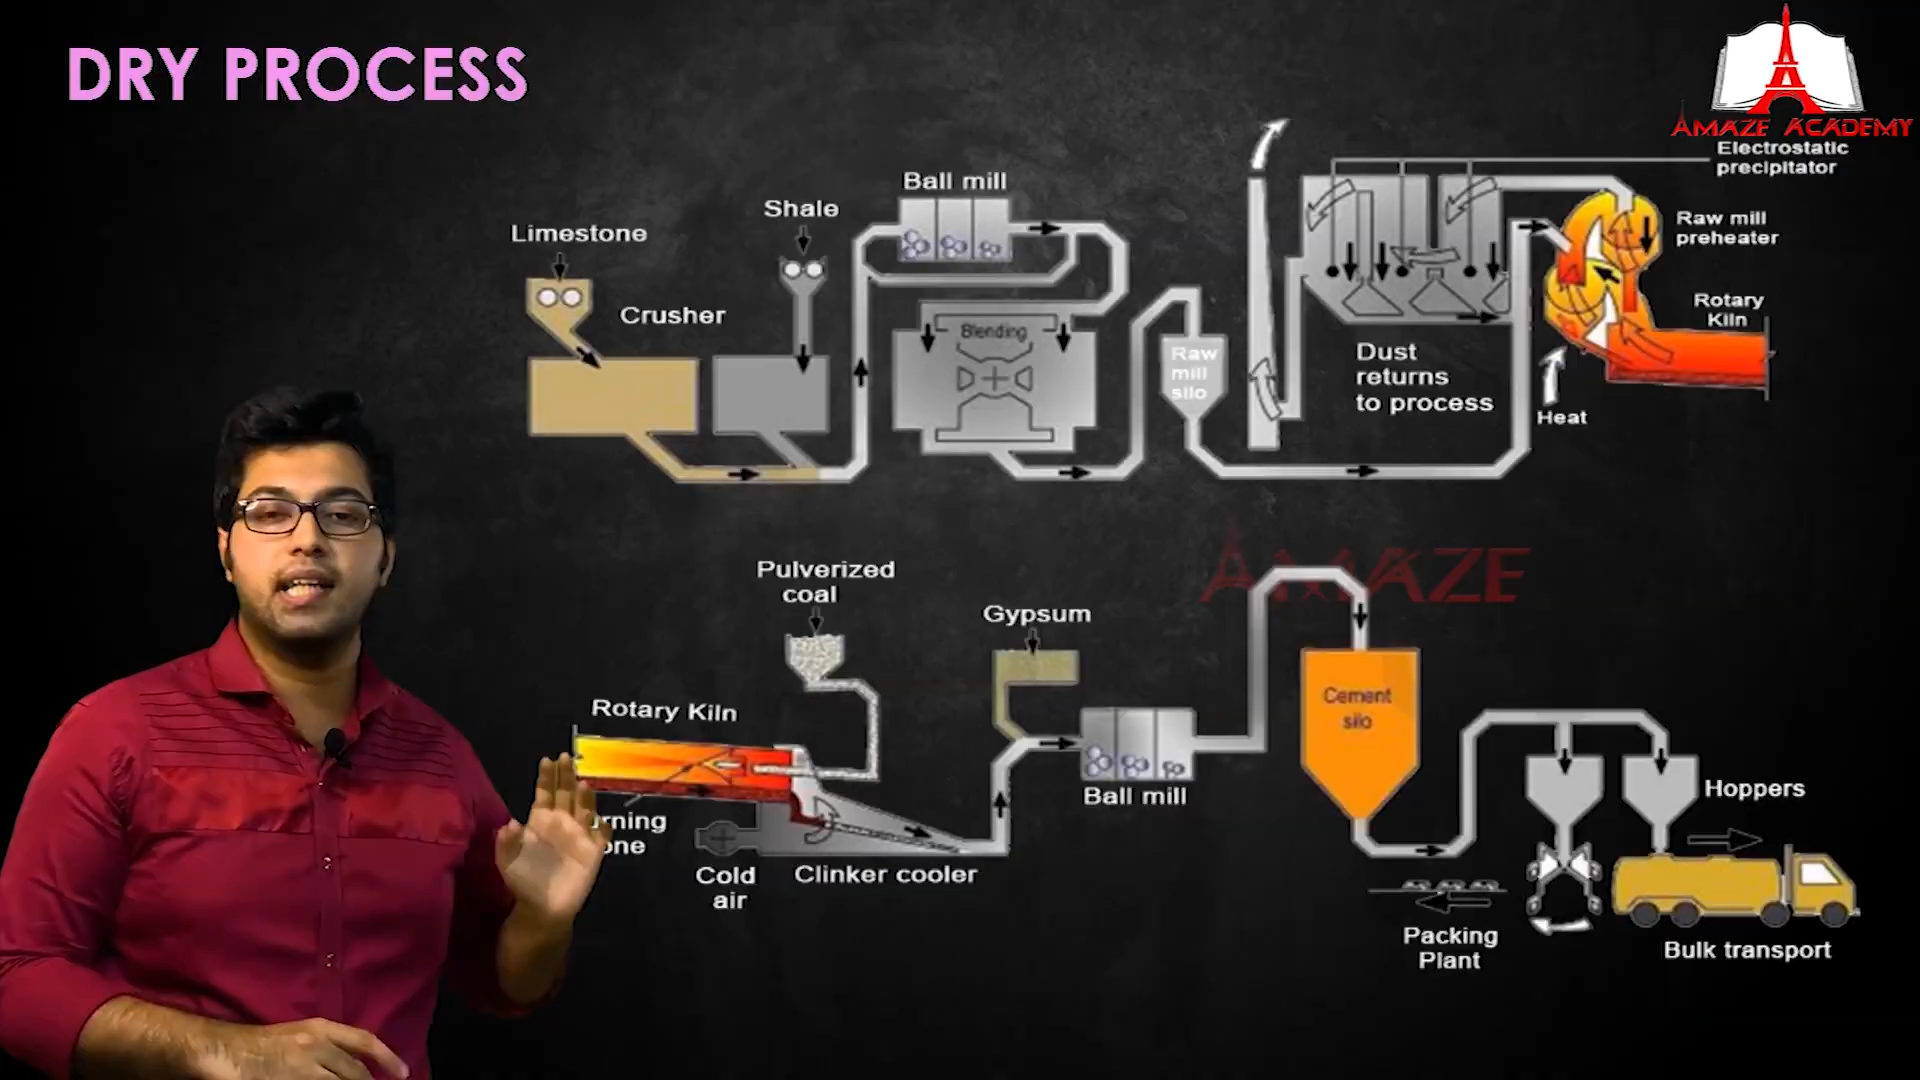 DRY PROCESS
AMAZE ACADEMY
Electrostatic
precipitator
Ball mill
Shale
Limestone
Crusher
Raw mill
preheater
Rotary
Kiln
Blending
Raw
mill
silo
Dust
returns
to process
Heat
AMAZE
Pulverized
coal
Gypsum
Rotary Kiln
Cement
silo
Ball mill
Hoppers
Cold
air
Clinker cooler
Packing
Plant
Bulk transport